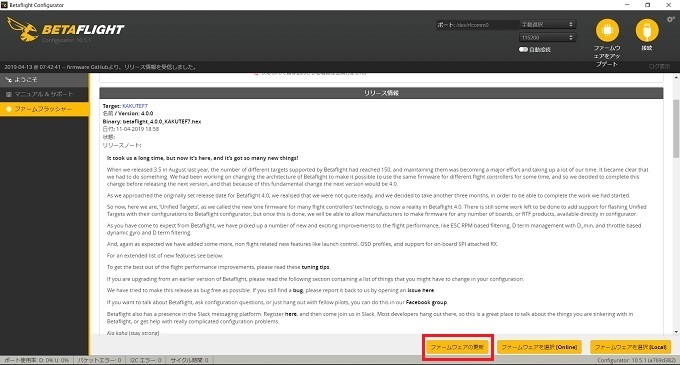 Betaflight Configurator
BETAFLIGHT
Configurator 10.5.1
ポート: /dev/rfcomm0
手動選択
115200
自動接続
ファームウェアをアップデート
接続
2019-04-13 @ 07:42:41 -- firmware GitHubより、リリース情報を受信しました。
ログ表示
ようこそ
マニュアル & サポート
ファームフラッシャー
リリース情報
Target: KAKUTEF7
名前 / Version: 4.0.0
Binary: betaflight_4.0.0_KAKUTEF7.hex
日付: 11-04-2019 18:58
状態:
リリースノート:
It took us a long time, but now it's here, and it's got so many new things!
When we released 3.5 in August last year, the number of different targets supported by Betaflight had reached 150, and maintaining them was becoming a major effort and taking up a lot of our time. It became clear that
we had to do something. We had been working on changing the architecture of Betaflight to make it possible to use the same firmware for different flight controllers for some time, and so we decided to complete this
change before releasing the next version, and that because of this fundamental change the next version would be 4.0.
As we approached the originally set release date for Betaflight 4.0, we realised that we were not quite ready, and we decided to take another three months, in order to be able to complete the work we had started.
So now, here we are, 'Unified Targets', as we called the new 'one firmware for many flight controllers' technology, is now a reality in Betaflight 4.0. There is still some work left to be done to add support for flashing Unified
Targets with their configurations to Betaflight configurator, but once this is done, we will be able to allow manufacturers to make firmware for any number of boards, or RTF products, available directly in configurator.
As you have come to expect from Betaflight, we have picked up a number of new and exciting improvements to the flight performance, like ESC RPM based filtering, D term management with D_min, and throttle based
dynamic gyro and D term filtering.
And, again as expected we have added some more, non flight related new features like launch control, OSD profiles, and support for on-board SPI attached RX.
For an extended list of new features see below.
To get the best out of the flight performance improvements, please read these tuning tips.
If you are upgrading from an earlier version of Betaflight, please read the following section containing a list of things that you might have to change in your configuration.
We have tried to make this release as bug free as possible. If you still find a bug, please report it back to us by opening an issue here.
If you want to talk about Betaflight, ask configuration questions, or just hang out with fellow pilots, you can do this in our Facebook group.
Betaflight also has a presence in the Slack messaging platform. Register here, and then come join us in Slack. Most developers hang out there, so this is a great place to talk about the things you are tinkering with in
Betaflight, or get help with really complicated configuration problems.
Kia kaha [stay strong]
ファームウェアの更新
ファームウェアを選択 [Online]
ファームウェアを選択 [Local]
ポート使用率: D: 0% U: 0%
パケットエラー: 0
I2C エラー: 0
サイクル時間: 0
Configurator: 10.5.1 (a769d382)